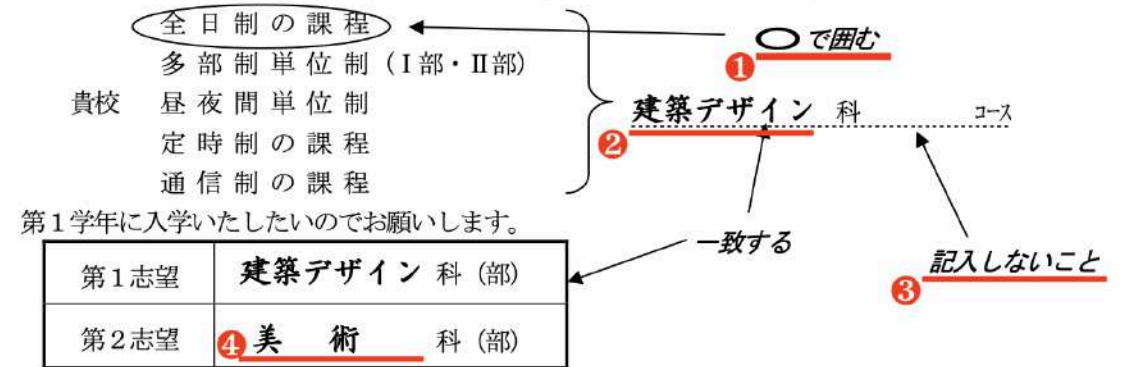 全日制の課程
○で囲む
❶
多部制単位制(Ⅰ部・Ⅱ部)
貴校 昼夜間単位制
建築デザイン 科 コース
❷
定時制の課程
通信制の課程
第1学年に入学いたしたいのでお願いします。
一致する
記入しないこと
❸
第1志望 建築デザイン 科(部)
第2志望 ❹美 術 科(部)